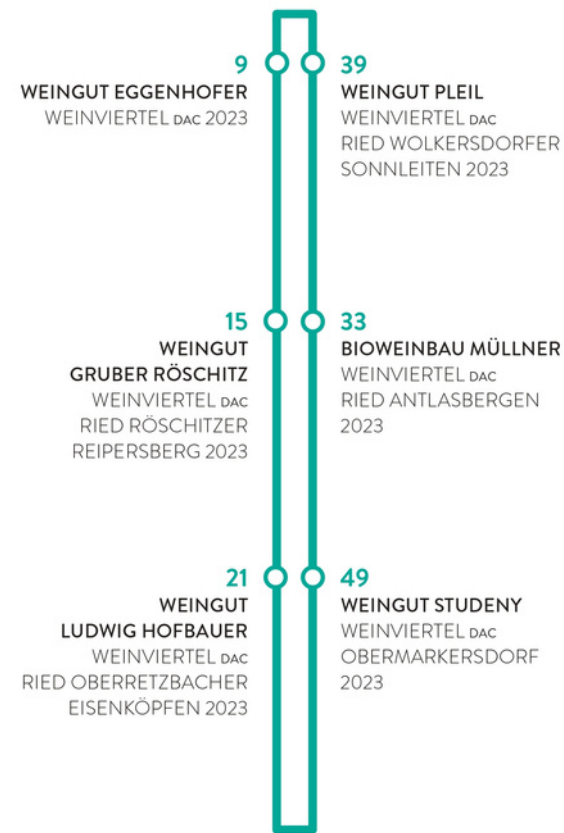 9
WEINGUT EGGENHOFER
WEINVIERTEL DAC 2023
15
WEINGUT
GRUBER RÖSCHITZ
WEINVIERTEL DAC
RIED RÖSCHITZER
REIPERSBERG 2023
21
WEINGUT
LUDWIG HOFBAUER
WEINVIERTEL DAC
RIED OBERRETZBACHER
EISENKÖPFEN 2023
39
WEINGUT PLEIL
WEINVIERTEL DAC
RIED WOLKERSDORFER
SONNLEITEN 2023
33
BIOWEINBAU MÜLLNER
WEINVIERTEL DAC
RIED ANTLASBERGEN
2023
49
WEINGUT STUDENY
WEINVIERTEL DAC
OBERMARKERSDORF
2023